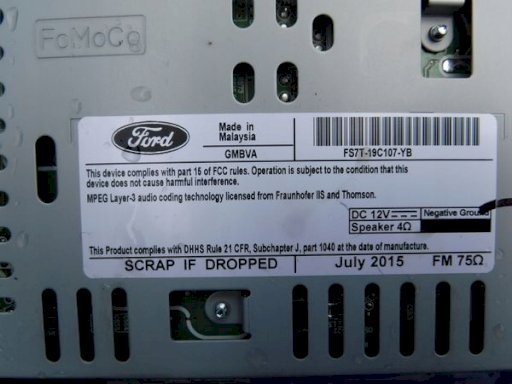 FoMoCo
Ford
Made in
Malaysia
GMBVA
FS7T-19C107-YB
This device complies with part 15 of FCC rules. Operation is subject to the condition that this
device does not cause harmful interference.
MPEG Layer-3 audio coding technology licensed from Fraunhofer IIS and Thomson.
DC 12V
Negative Ground
Speaker 4Ω
This Product complies with DHHS Rule 21 CFR, Subchapter J, part 1040 at the date of manufacture.
SCRAP IF DROPPED
July 2015
FM 75Ω